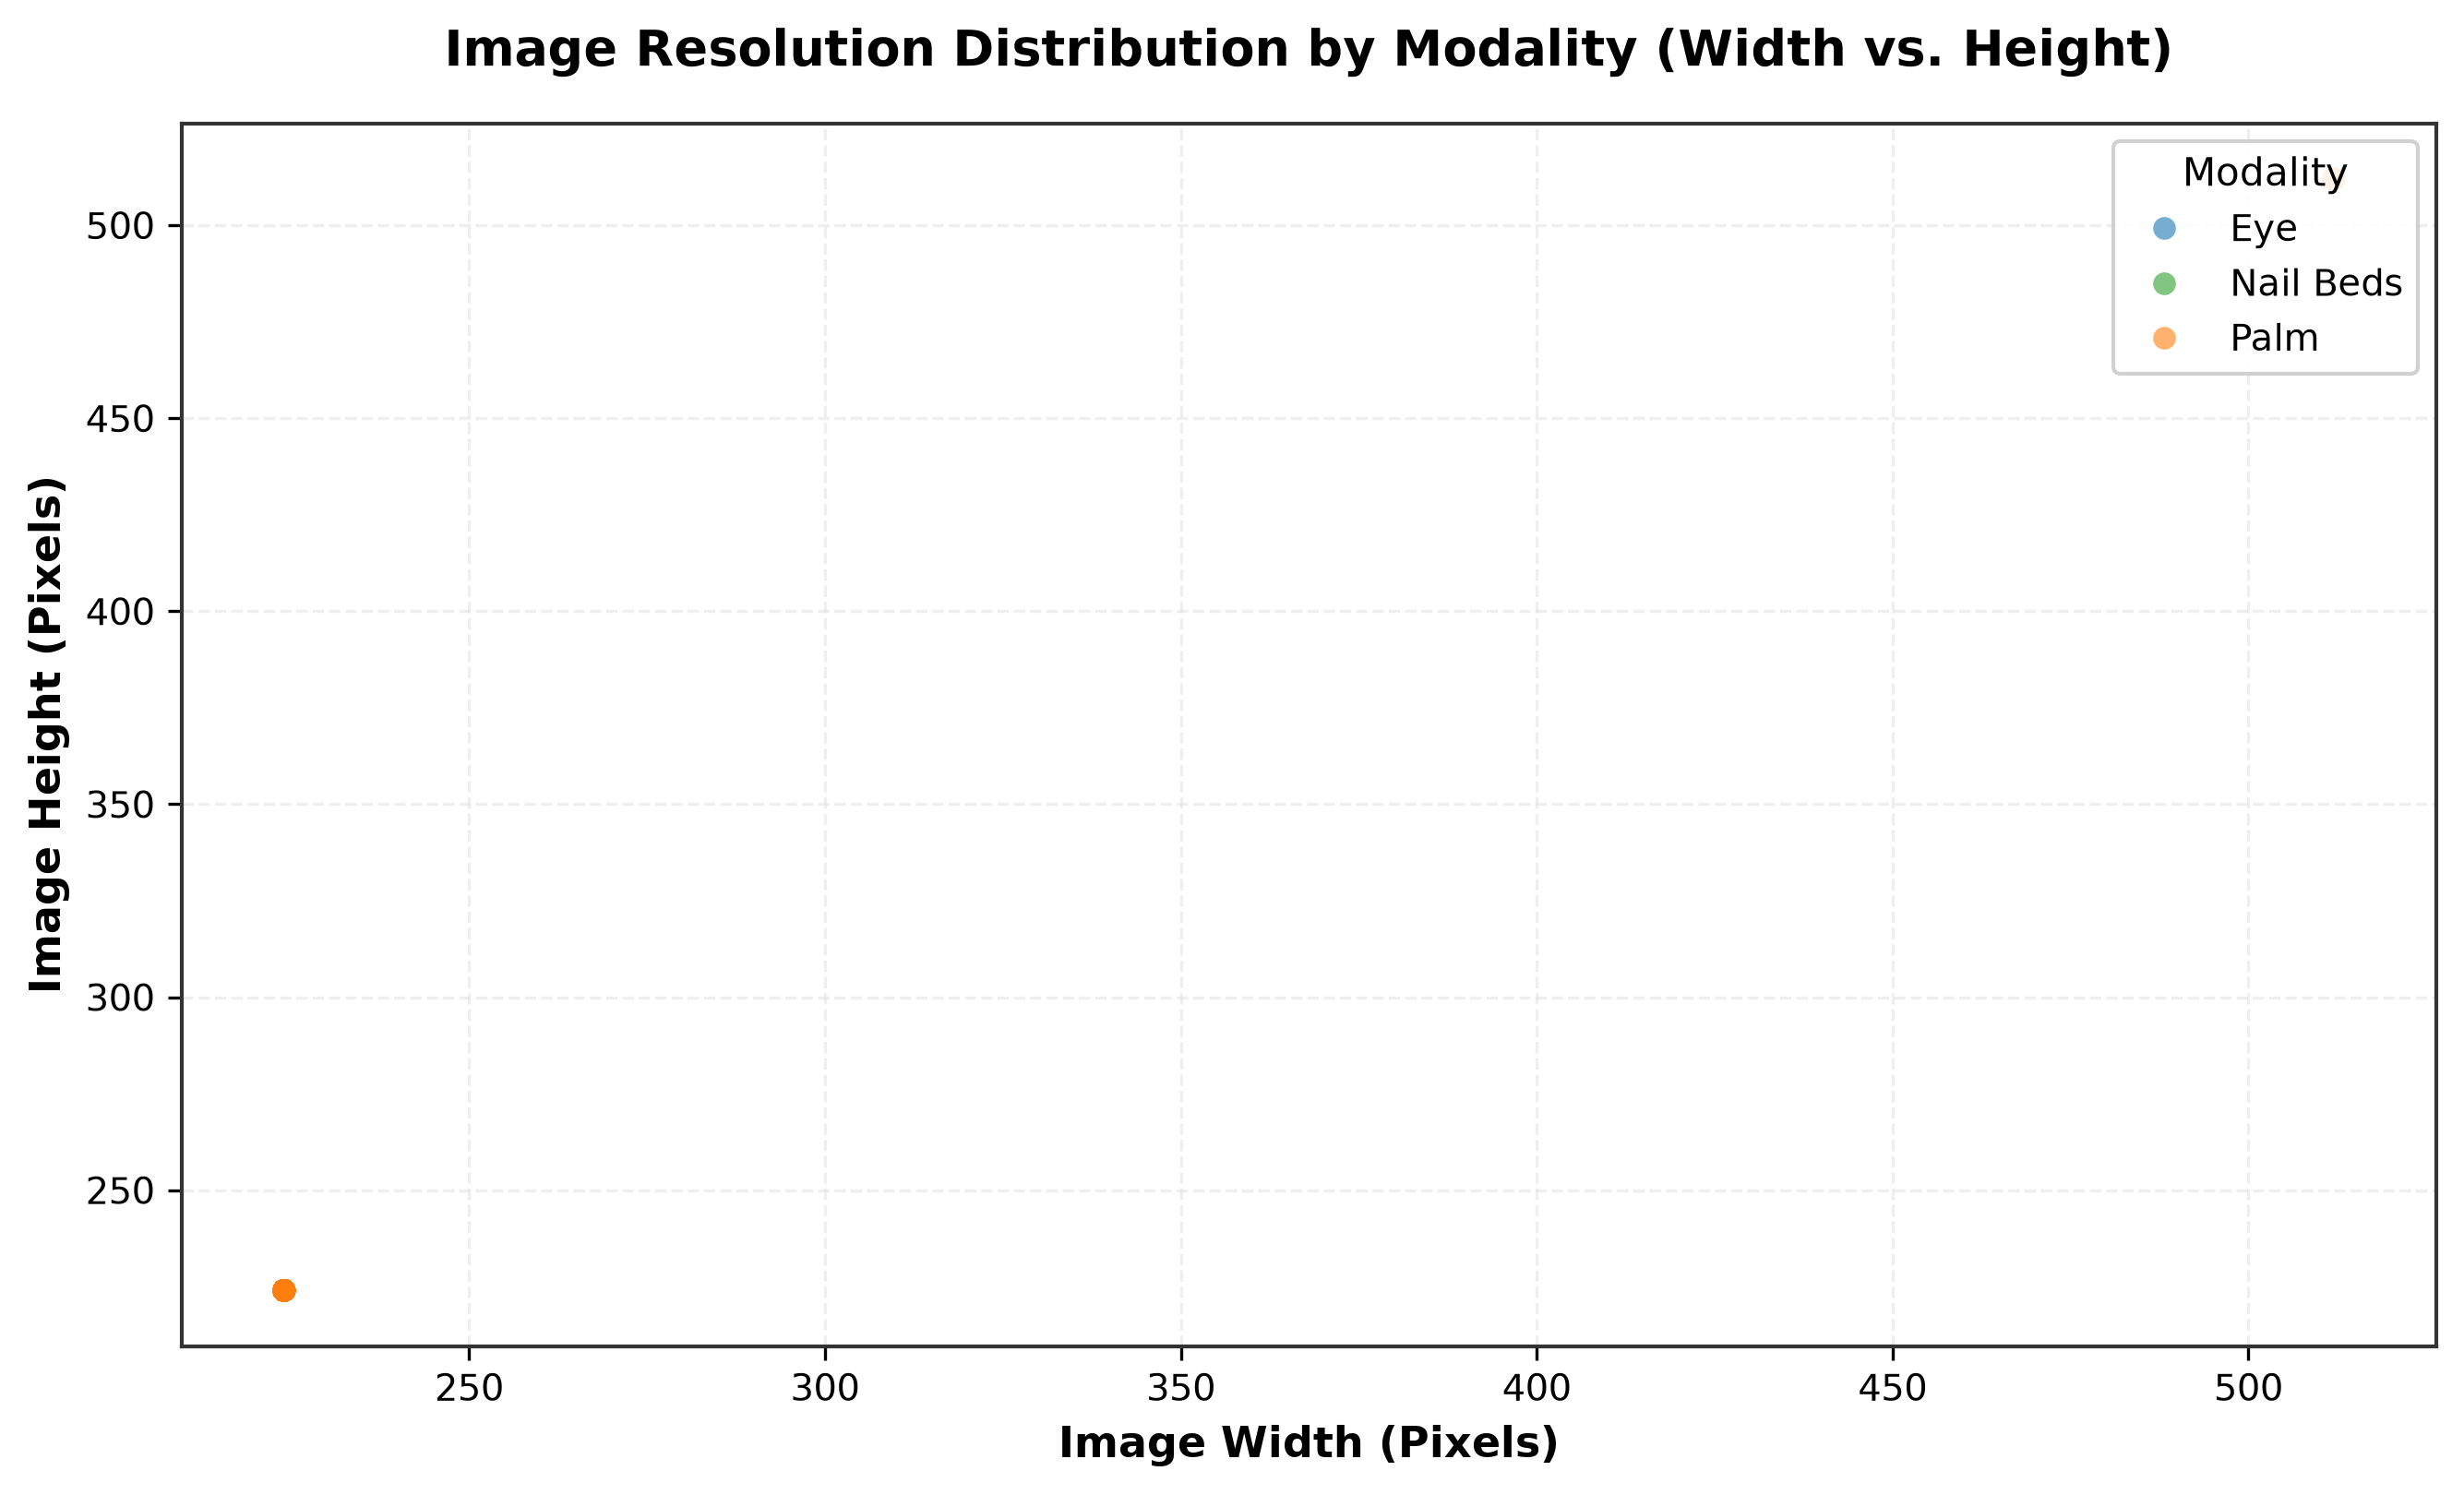 Image Resolution Distribution by Modality (Width vs. Height)
Modality
Eye
Nail Beds
Palm
500
450
400
350
300
250
Image Height (Pixels)
250 300 350 400 450 500
Image Width (Pixels)